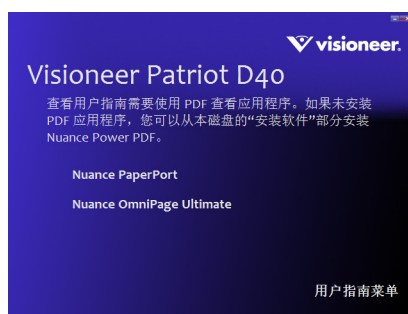 visioneer.
Visioneer Patriot D40
查看用户指南需要使用 PDF 查看应用程序。如果未安装
PDF 应用程序，您可以从本磁盘的“安装软件”部分安装
Nuance Power PDF。
Nuance PaperPort
Nuance OmniPage Ultimate
用户指南菜单